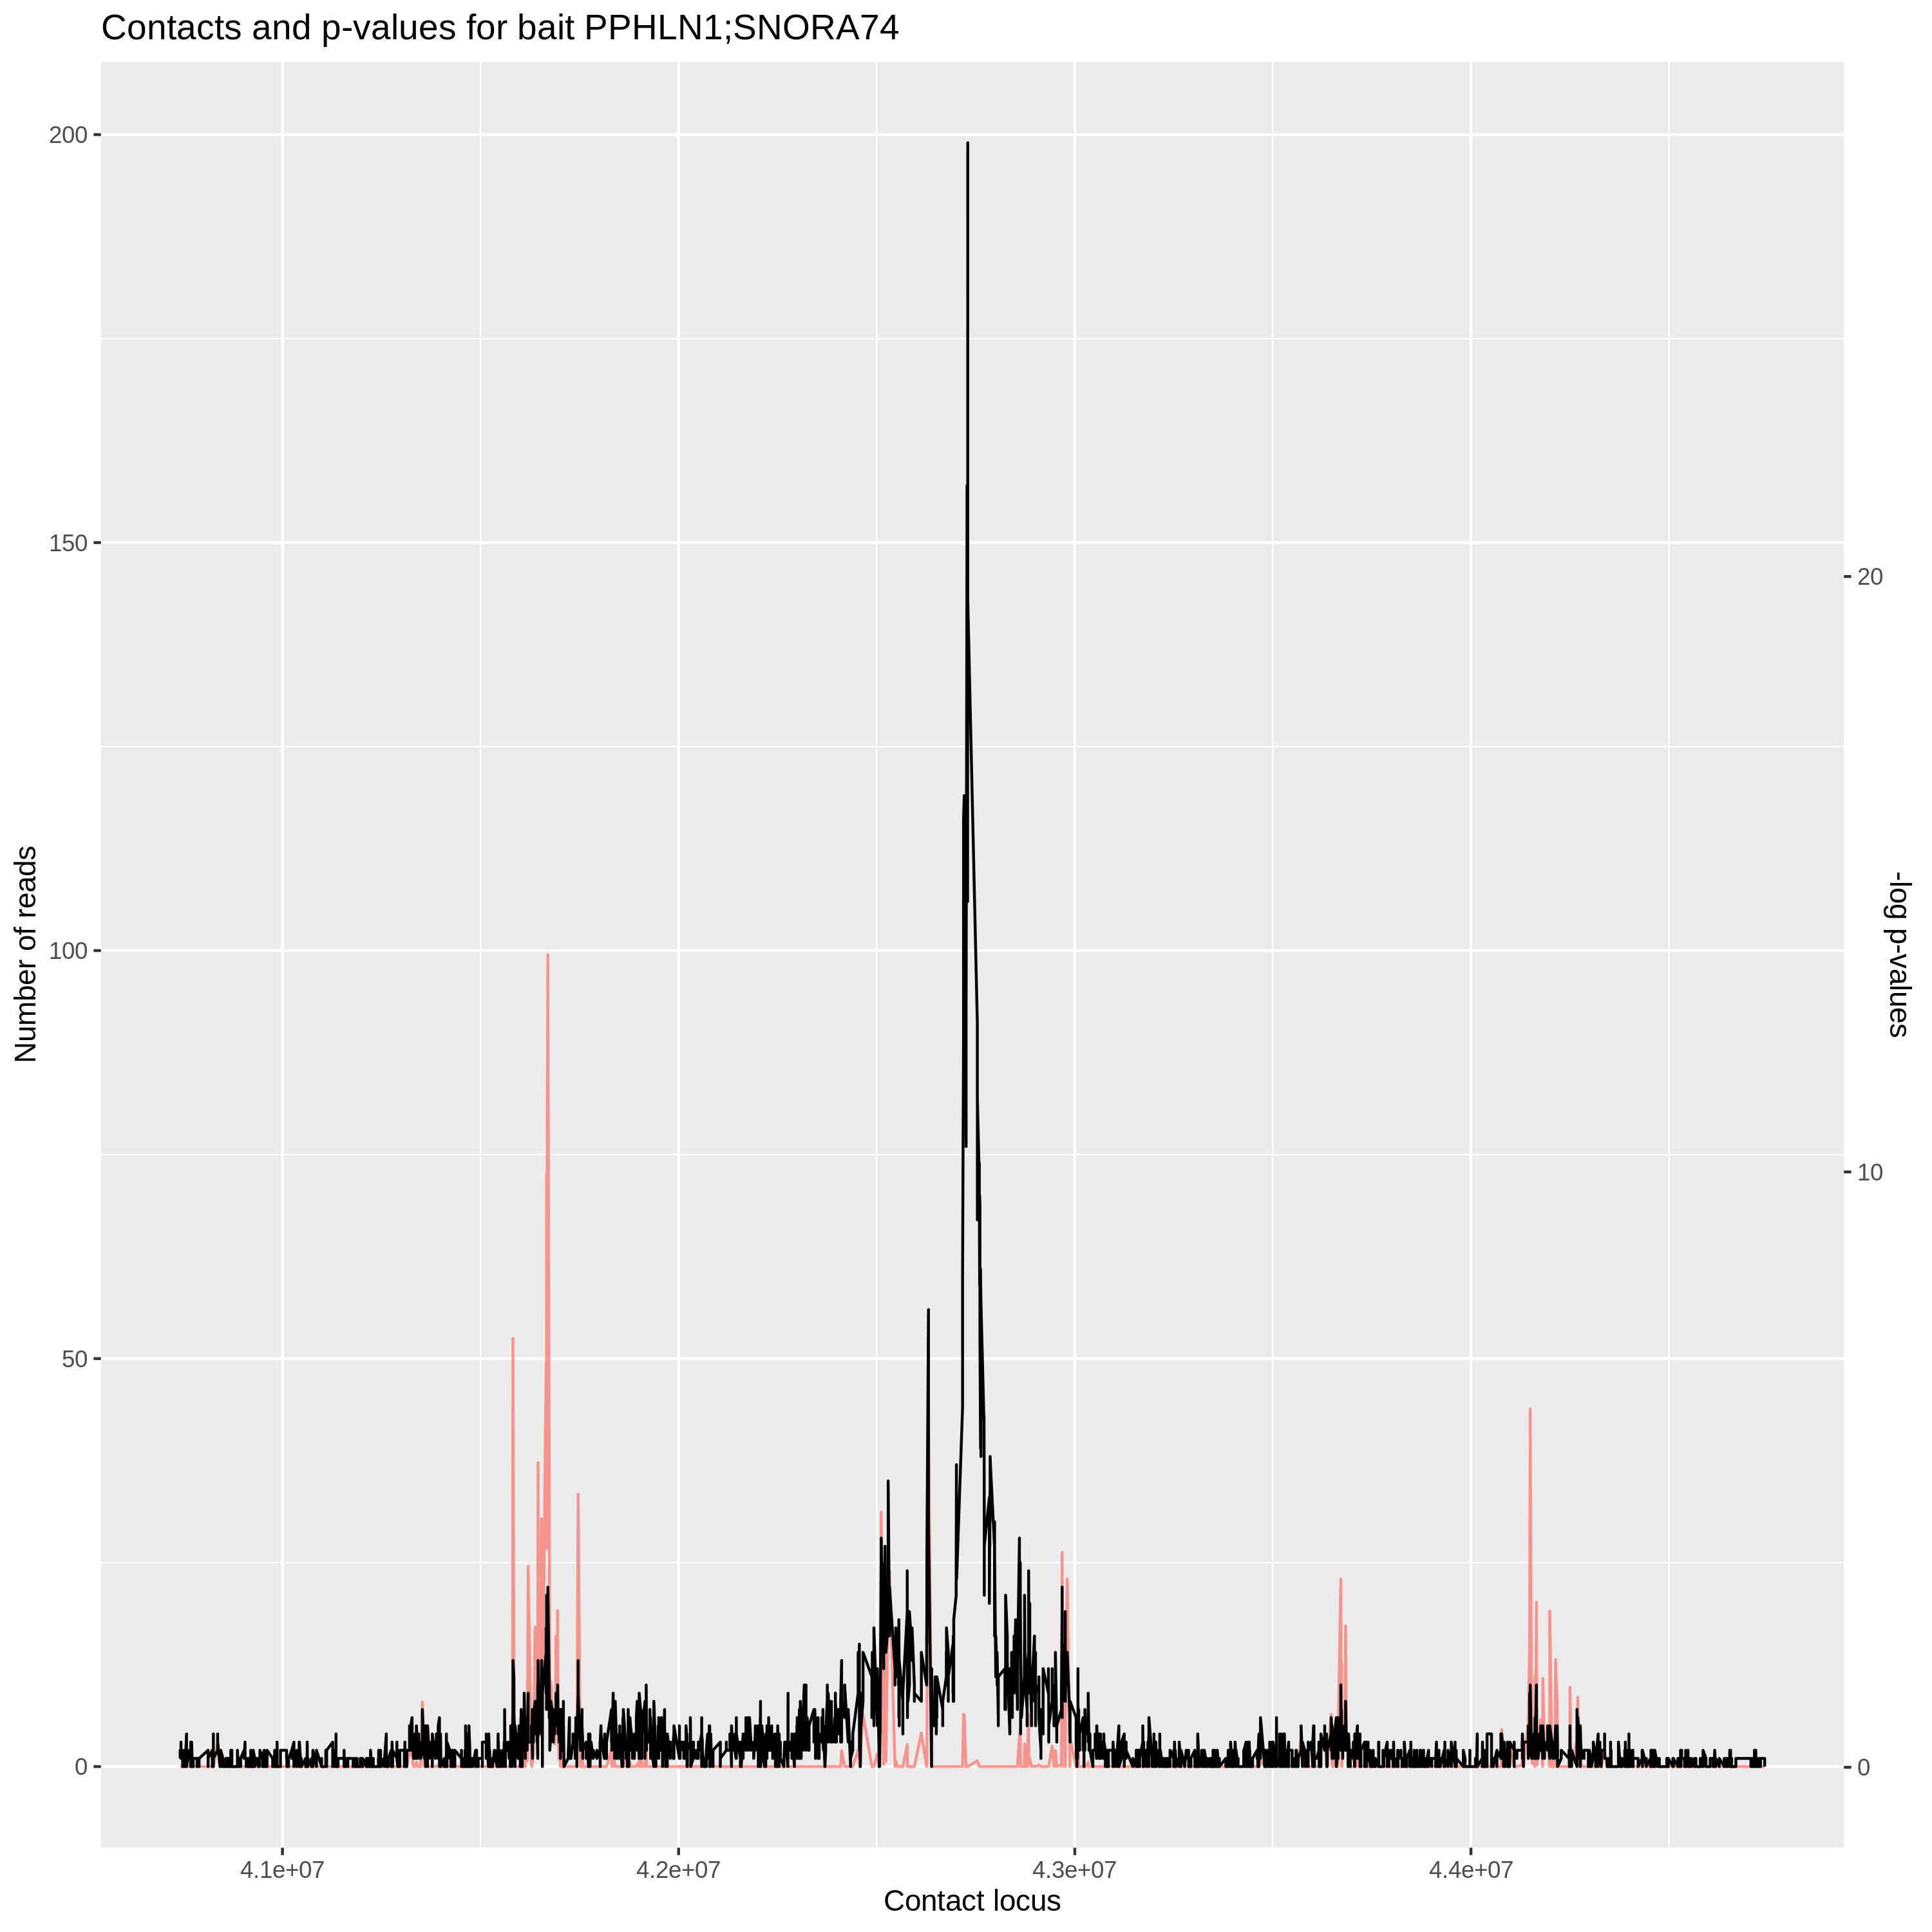 Contacts and p-values for bait PPHLN1;SNORA74
200
150
100
50
0
Number of reads
20
10
0
-log p-values
4.1e+07
4.2e+07
4.3e+07
4.4e+07
Contact locus